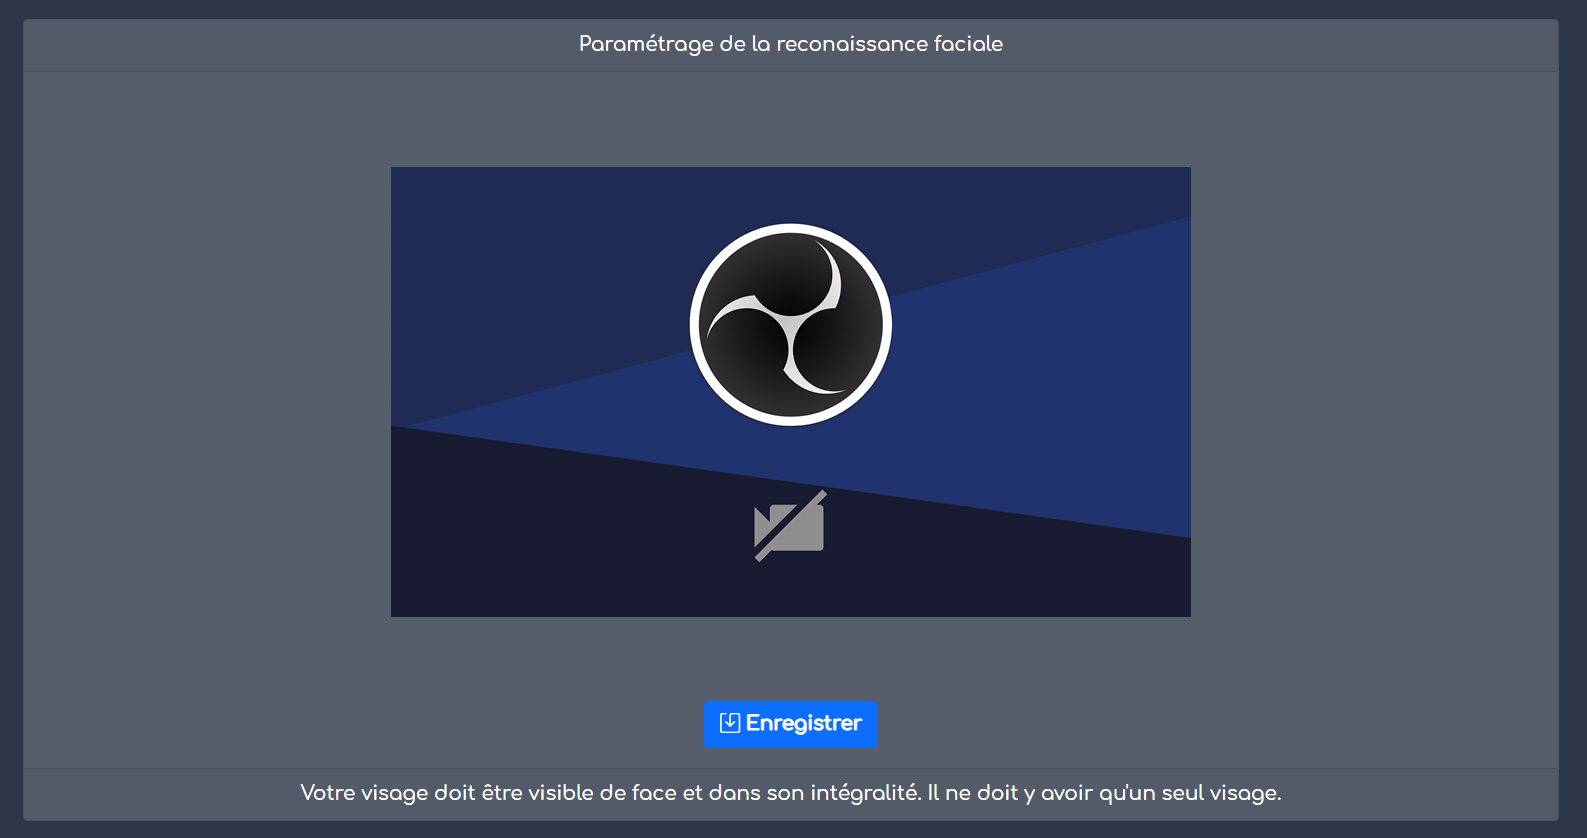 Paramétrage de la reconaissance faciale
Enregistrer
Votre visage doit être visible de face et dans son intégralité. Il ne doit y avoir qu'un seul visage.